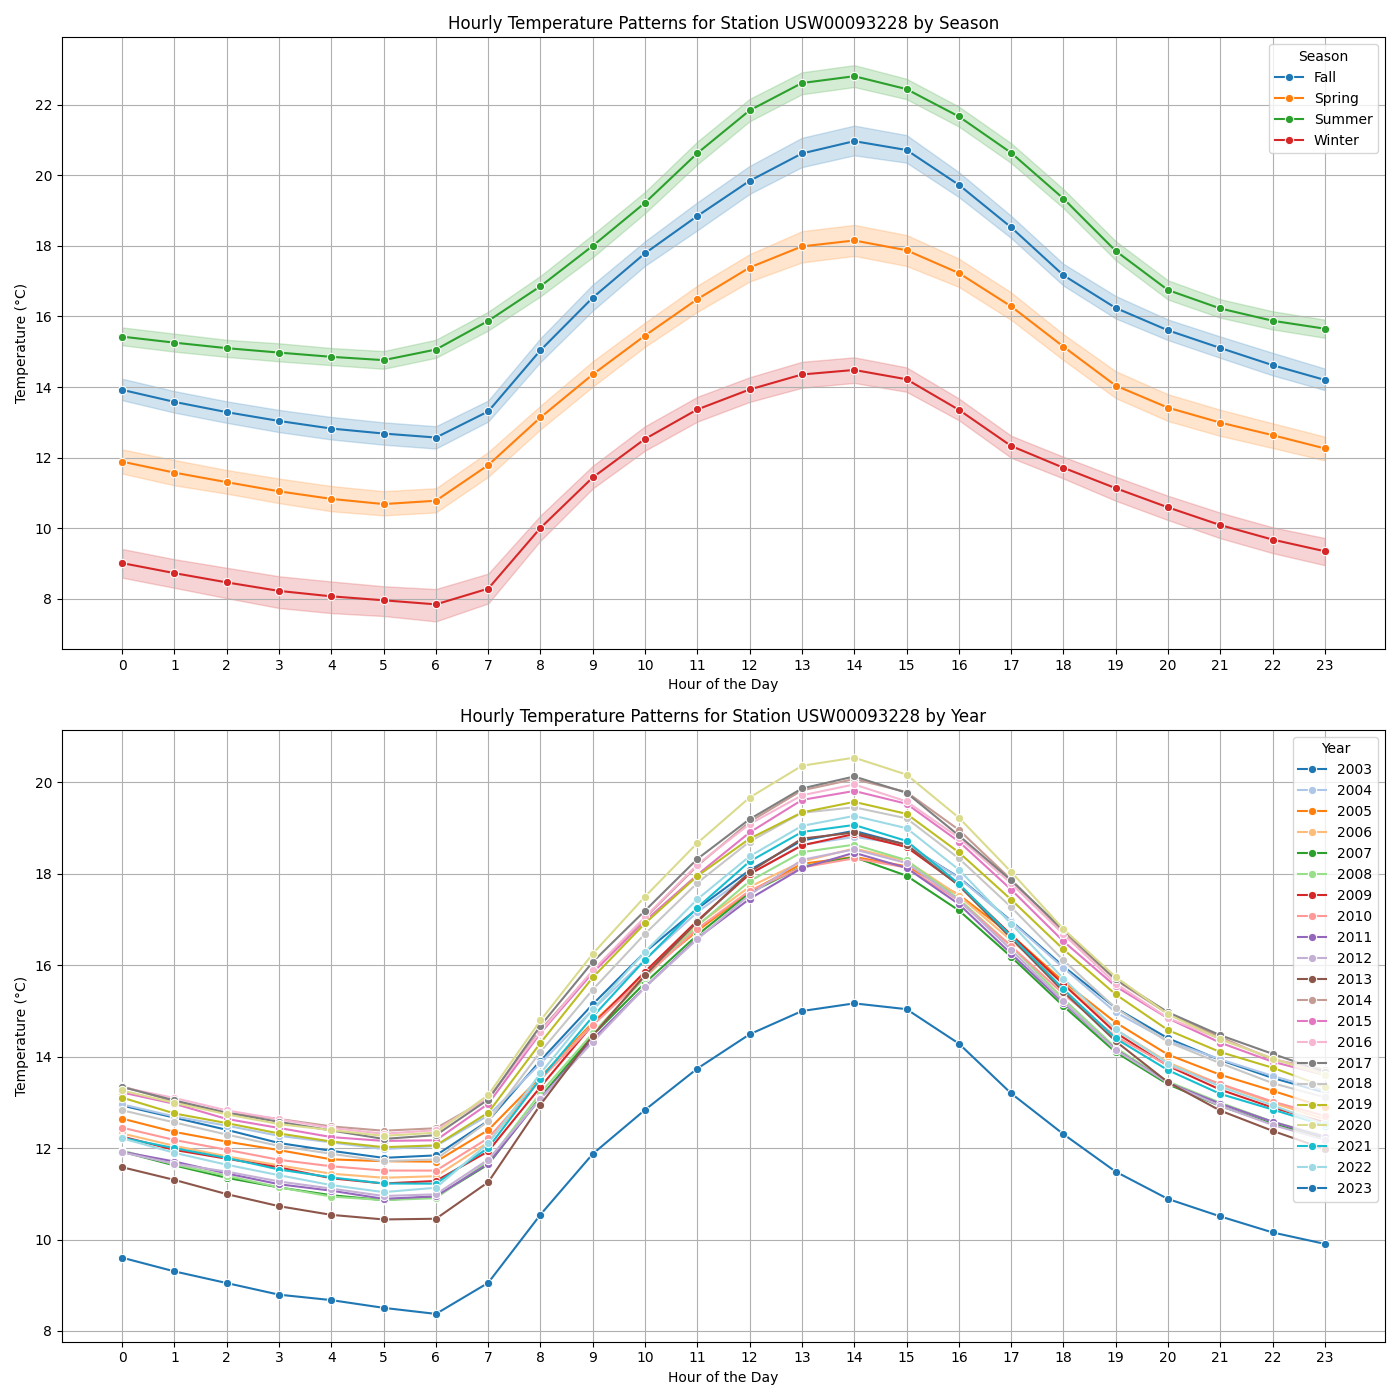 Hourly Temperature Patterns for Station USW00093228 by Season
Temperature (°C)
22
20
18
16
14
12
10
8
Season
Fall
Spring
Summer
Winter
0 1 2 3 4 5 6 7 8 9 10 11 12 13 14 15 16 17 18 19 20 21 22 23
Hour of the Day
Hourly Temperature Patterns for Station USW00093228 by Year
Temperature (°C)
20
18
16
14
12
10
8
Year
2003
2004
2005
2006
2007
2008
2009
2010
2011
2012
2013
2014
2015
2016
2017
2018
2019
2020
2021
2022
2023
0 1 2 3 4 5 6 7 8 9 10 11 12 13 14 15 16 17 18 19 20 21 22 23
Hour of the Day